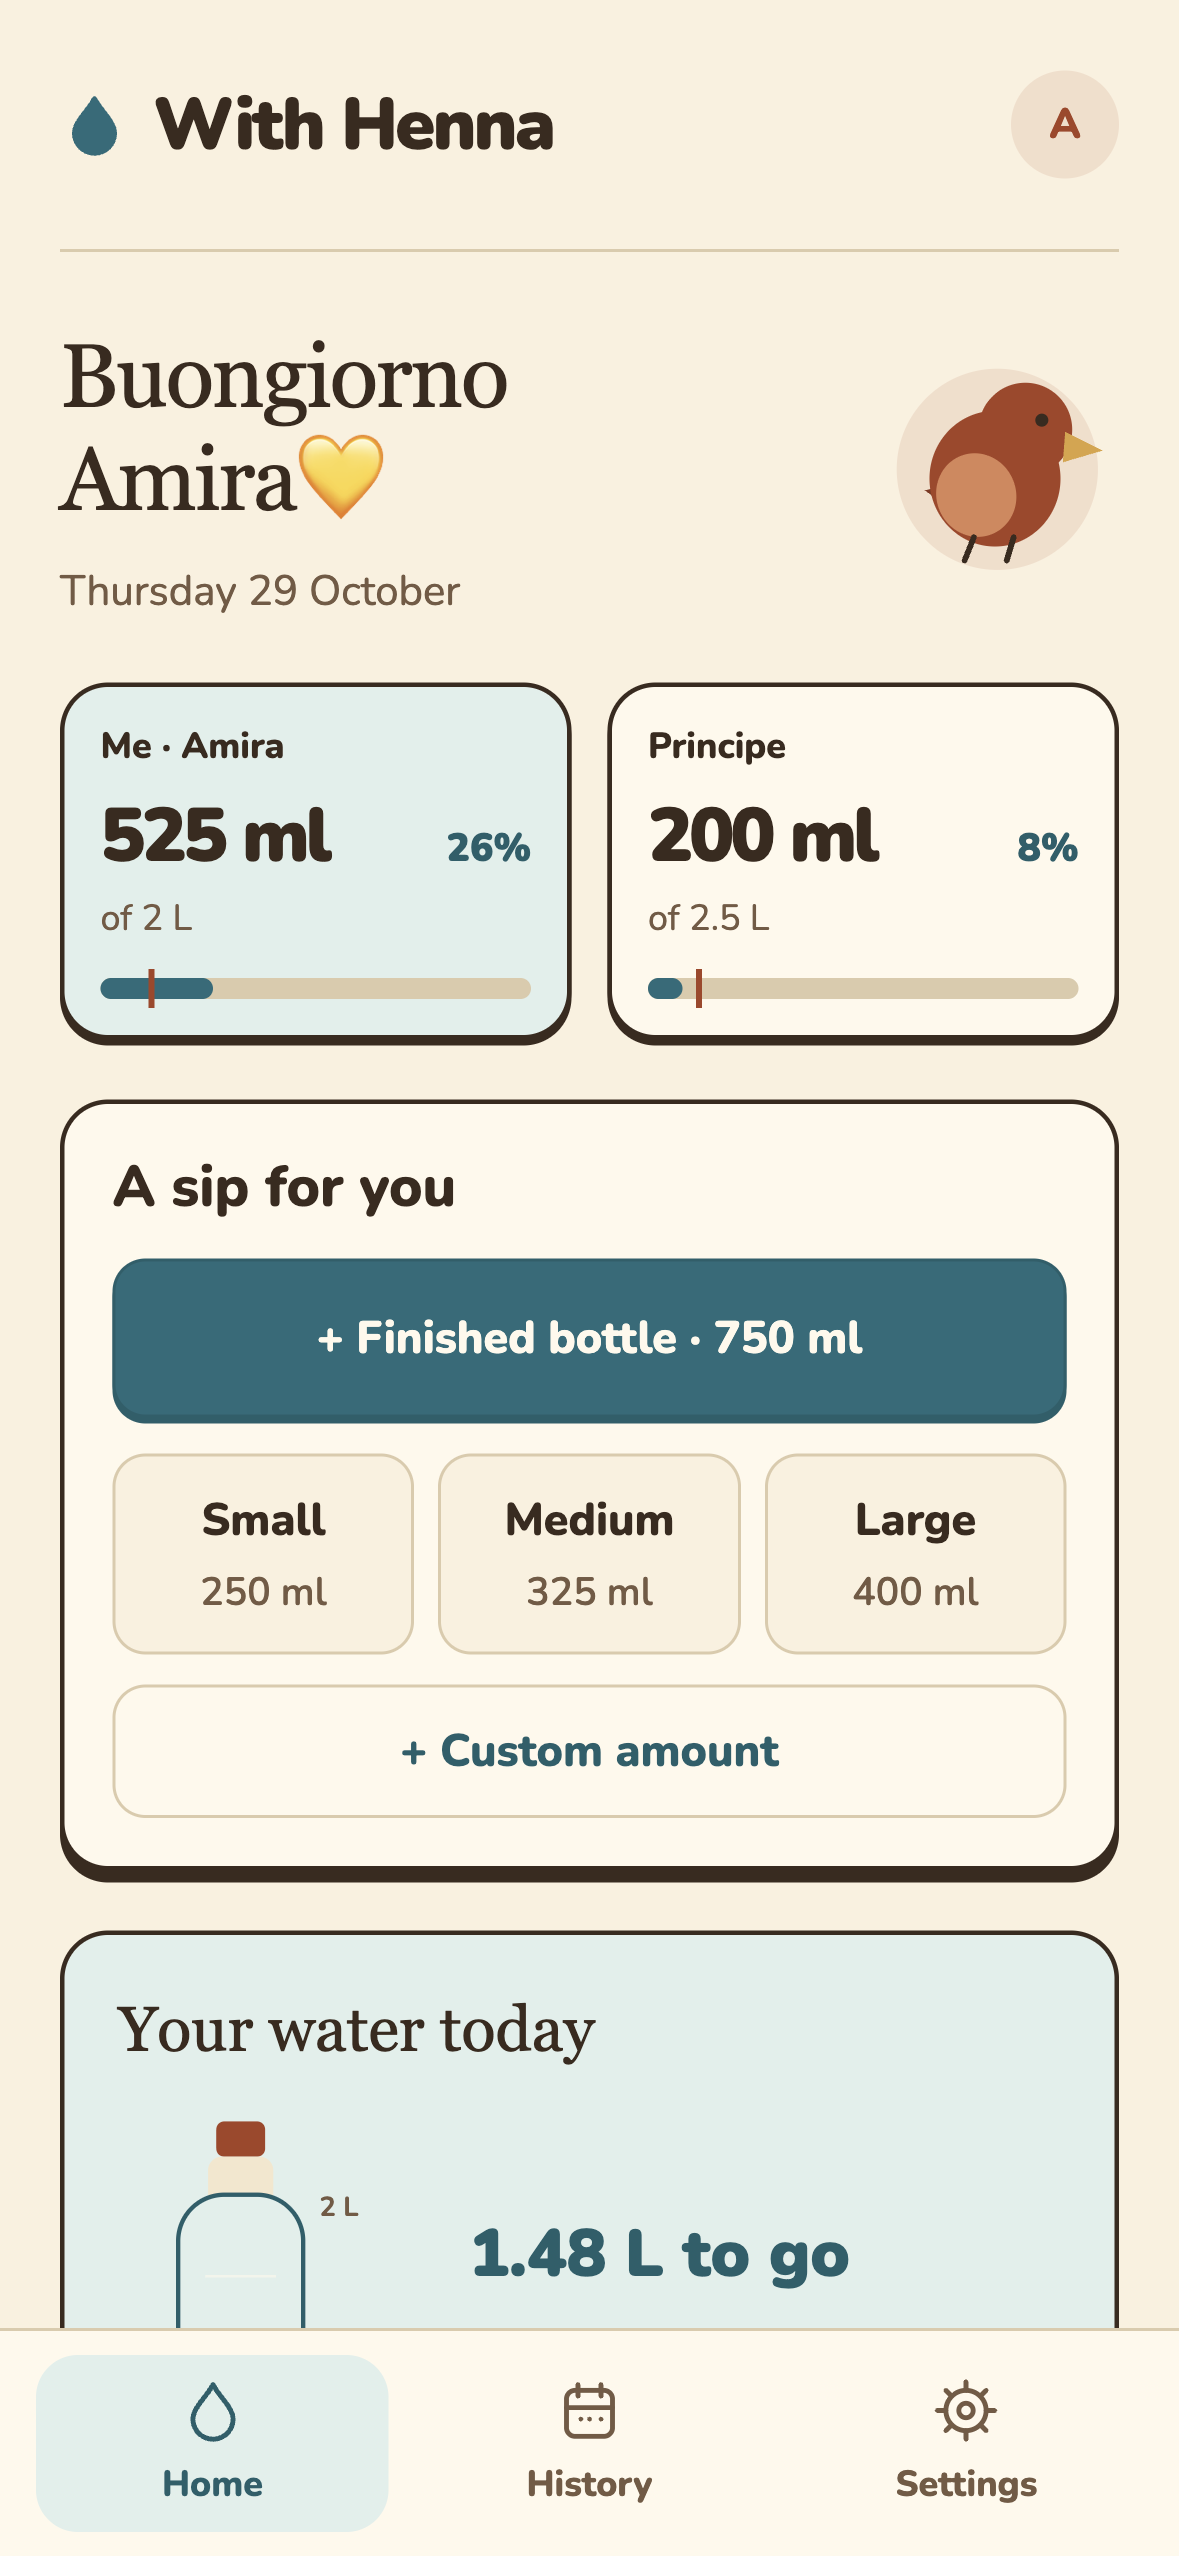 With Henna
A
Buongiorno
Amira💛
Thursday 29 October
Me · Amira
525 ml
26%
of 2 L
Principe
200 ml
8%
of 2.5 L
A sip for you
+ Finished bottle · 750 ml
Small
250 ml
Medium
325 ml
Large
400 ml
+ Custom amount
Your water today
2 L
1.48 L to go
Home
History
Settings